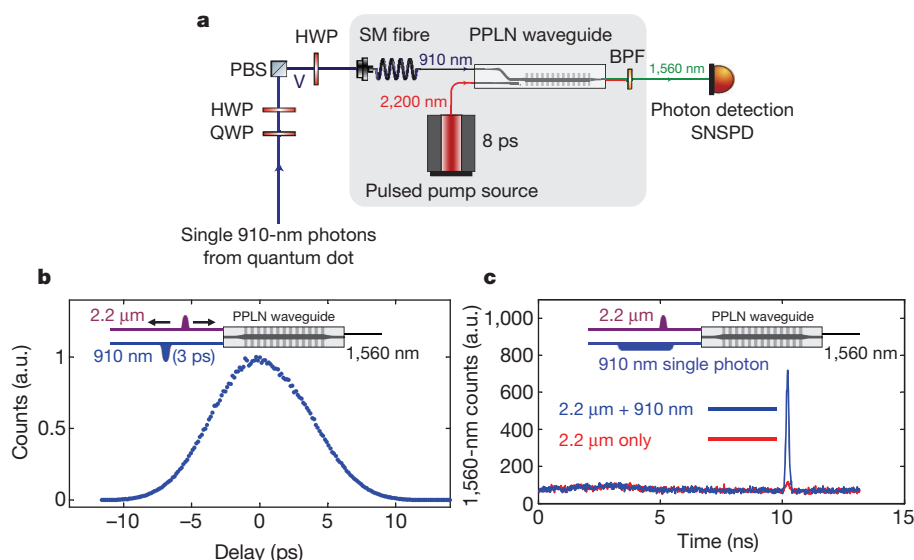 a
HWP
SM fibre
PPLN waveguide
PBS
V
910 nm
BPF
1,560 nm
HWP
2,200 nm
Photon detection
SNSPD
QWP
8 ps
Pulsed pump source
Single 910-nm photons
from quantum dot
b
2.2 μm
PPLN waveguide
910 nm
(3 ps)
1,560 nm
1
0.5
0
Counts (a.u.)
−10
−5
0
5
10
Delay (ps)
c
1,000
800
600
400
200
0
1,560-nm counts (a.u.)
2.2 μm
PPLN waveguide
910 nm single photon
1,560 nm
2.2 μm + 910 nm
2.2 μm only
0
5
10
15
Time (ns)